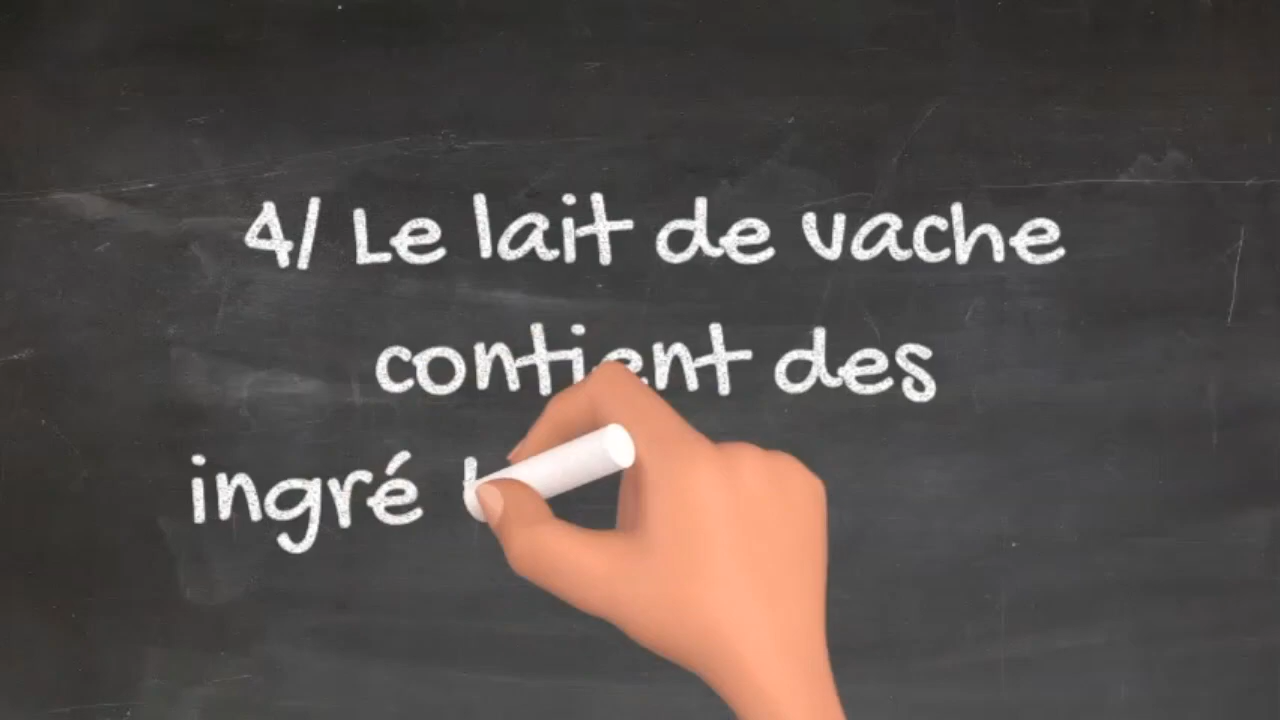 4/ Le lait de vache
contient des
ingré